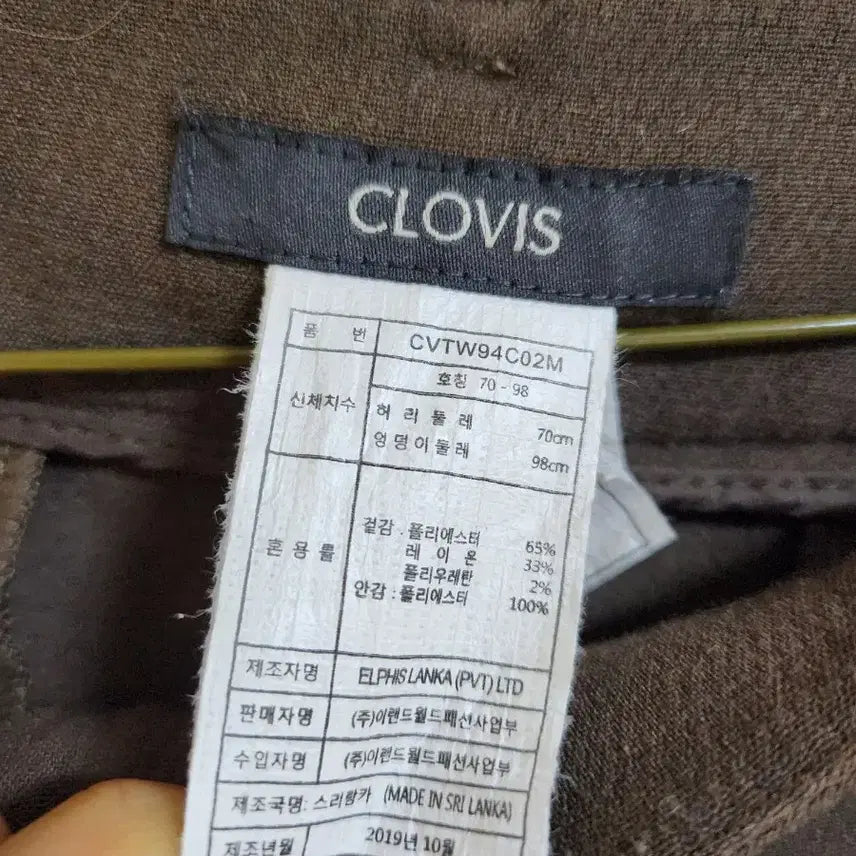 CLOVIS
품 번 CVTW94C02M
신체치수 호칭 70 - 98
허 리 둘 레 70cm
엉덩이둘레 98cm
혼 용 률
겉감 : 폴리에스터 65%
레 이 온 33%
폴리우레탄 2%
안감 : 폴리에스터 100%
제조자명 ELPHIS LANKA (PVT) LTD
판매자명 (주)이랜드월드패션사업부
수입자명 (주)이랜드월드패션사업부
제조국명: 스리랑카 (MADE IN SRI LANKA)
제조년월 2019년 10월